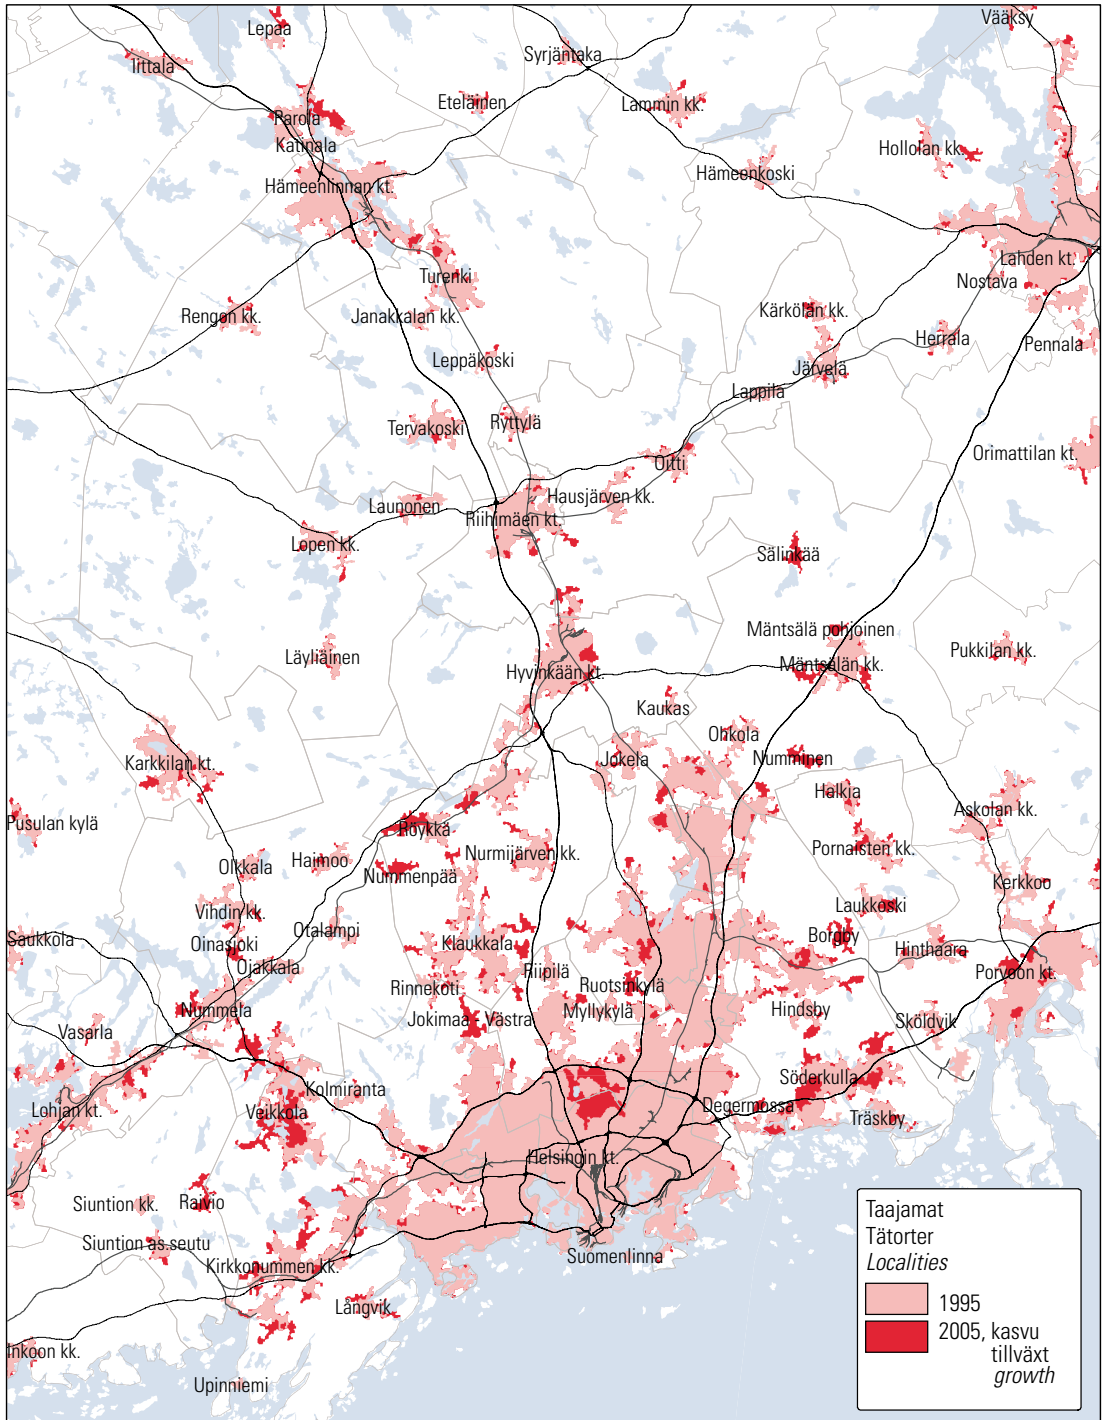 Vääksy
Lepaa
Syrjäntaka
Iittala
Eteläinen
Lammin kk.
Parola
Katinala
Hollolan kk.
Hämeenkoski
Hämeenlinnan kt.
Lahden kt.
Turenki
Nostava
Rengon kk.
Janakkalan kk.
Kärkölän kk.
Herrala
Pennala
Leppäkoski
Järvelä
Lappila
Tervakoski
Ryttylä
Orimattilan kt.
Oitti
Hausjärven kk.
Launonen
Riihimäen kt.
Lopen kk.
Sälinkää
Mäntsälä pohjoinen
Pukkilan kk.
Läyliäinen
Mäntsälän kk.
Hyvinkään kt.
Kaukas
Ohkola
Karkkilan kt.
Jokela
Numminen
Halkia
Askolan kk.
Pusulan kylä
Röykkä
Nurmijärven kk.
Pornaisten kk.
Haimoo
Olkkala
Nummenpää
Kerkkoo
Laukkoski
Vihdin kk.
Otalampi
Borgby
Saukkola
Oinasjoki
Klaukkala
Hinthaara
Ojakkala
Riipilä
Porvoon kt.
Rinnekoti
Ruotsinkylä
Nummela
Jokimaa
Västra
Myllykylä
Hindsby
Sköldvik
Vasarla
Söderkulla
Kolmiranta
Lohjan kt.
Veikkola
Degermossa
Träskby
Helsingin kt.
Siuntion kk.
Raivio
Siuntion as.seutu
Suomenlinna
Kirkkonummen kk.
Långvik
Inkoon kk.
Upinniemi
Taajamat
Tätorter
Localities
1995
2005, kasvu
tillväxt
growth